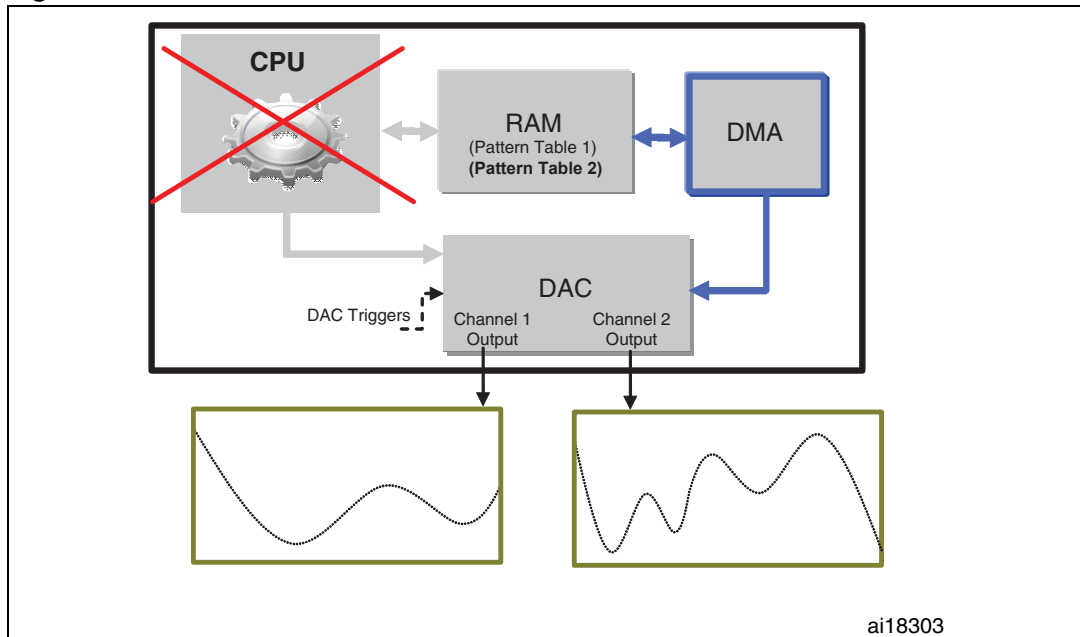 CPU
RAM
(Pattern Table 1)
(Pattern Table 2)
DMA
DAC
DAC Triggers
Channel 1
Output
Channel 2
Output
ai18303